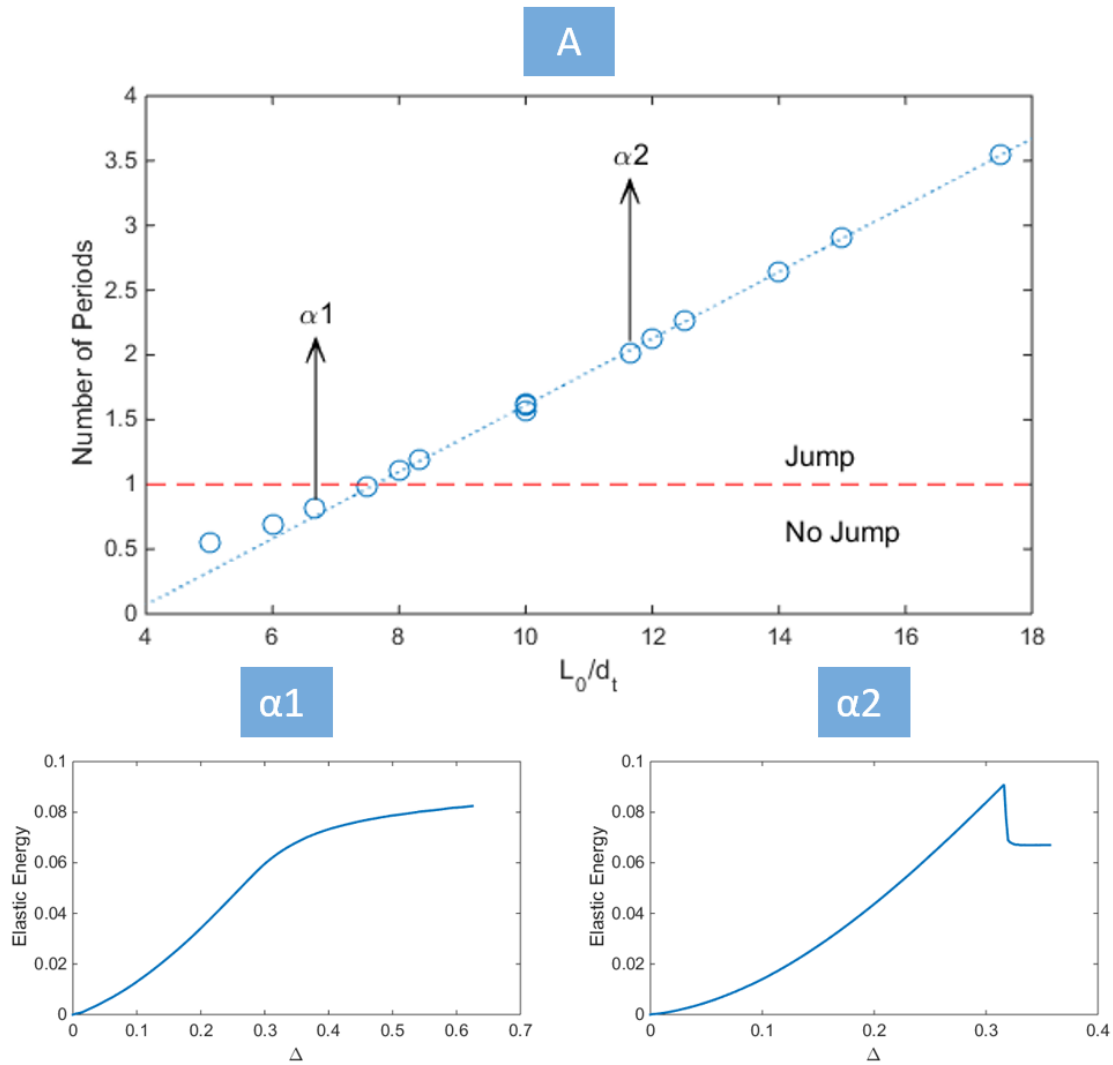 A
4
3.5
3
2.5
2
1.5
1
0.5
0
Number of Periods
α1
α2
Jump
No Jump
4 6 8 10 12 14 16 18
L₀/dₜ
α1
0.1
0.08
0.06
0.04
0.02
0
Elastic Energy
0 0.1 0.2 0.3 0.4 0.5 0.6 0.7
Δ
α2
0.1
0.08
0.06
0.04
0.02
0
Elastic Energy
0 0.1 0.2 0.3 0.4
Δ